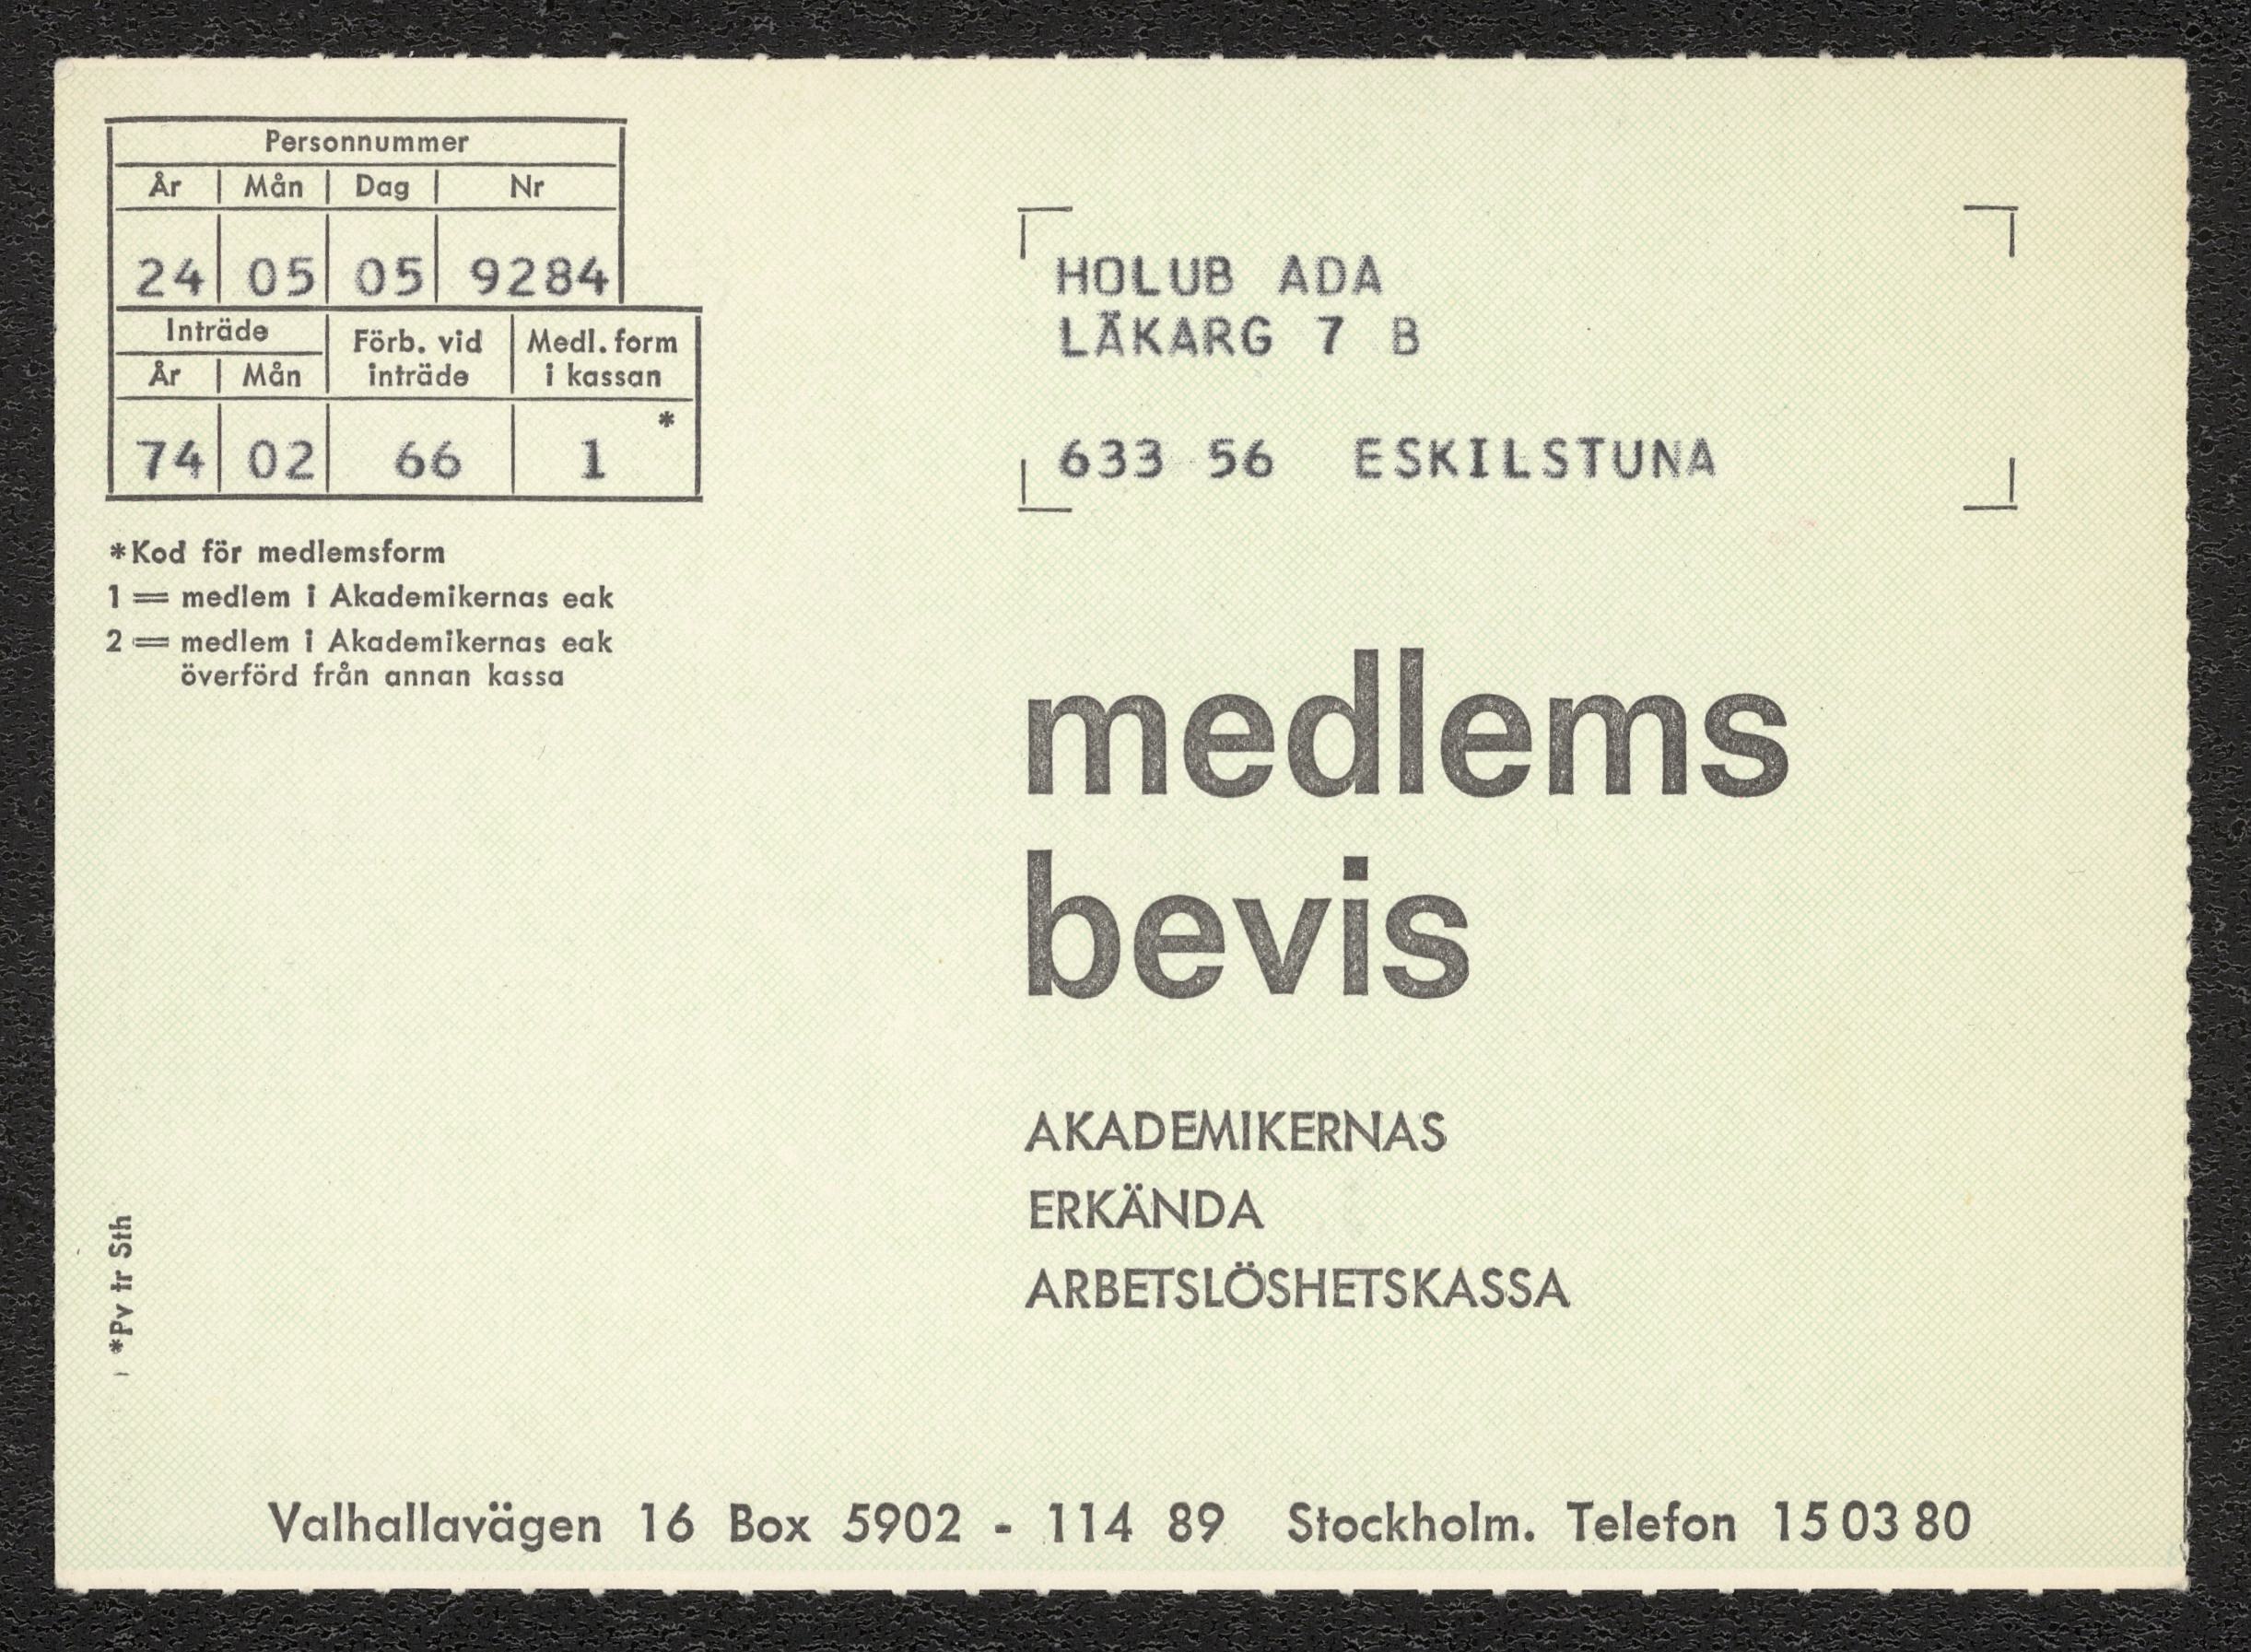 Personnummer
År Mån Dag Nr
24 05 05 9284
Inträde Förb. vid inträde Medl. form i kassan
År Mån
74 02 66 1 *
*Kod för medlemsform
1 = medlem i Akademikernas eak
2 = medlem i Akademikernas eak
överförd från annan kassa
HOLUB ADA
LÄKARG 7 B
633 56 ESKILSTUNA
medlems
bevis
AKADEMIKERNAS
ERKÄNDA
ARBETSLÖSHETSKASSA
*Pv tr Sth
Valhallavägen 16 Box 5902 - 114 89 Stockholm. Telefon 15 03 80